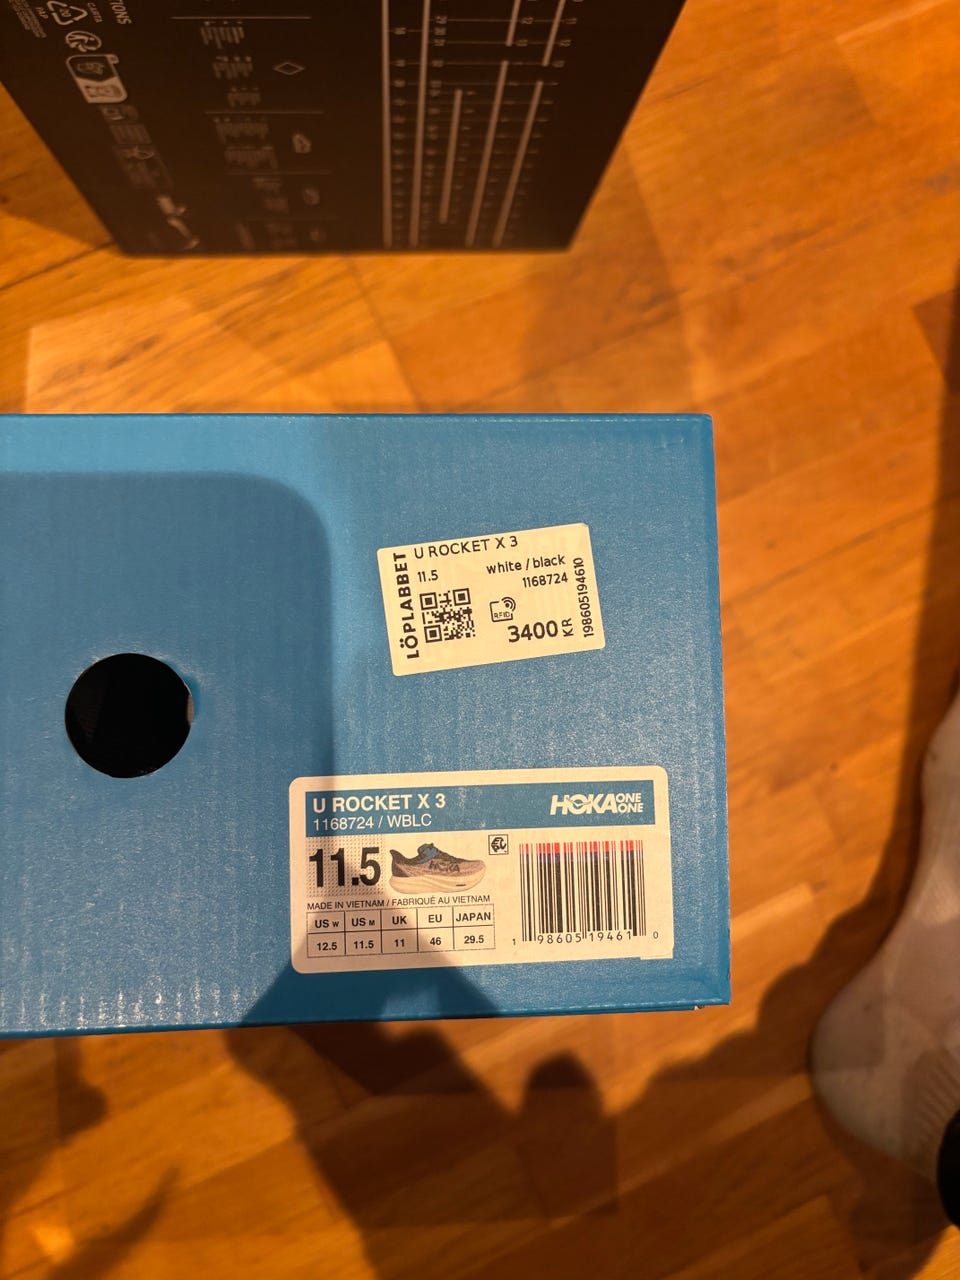 TIONS
LÖPLABBET
U ROCKET X 3
11.5
white / black
1168724
RFID
3400 KR
198605194610
U ROCKET X 3
1168724 / WBLC
HOKA ONE ONE
11.5
HOKA
MADE IN VIETNAM / FABRIQUÉ AU VIETNAM
US W US M UK EU JAPAN
12.5 11.5 11 46 29.5
1 98605 19461 0